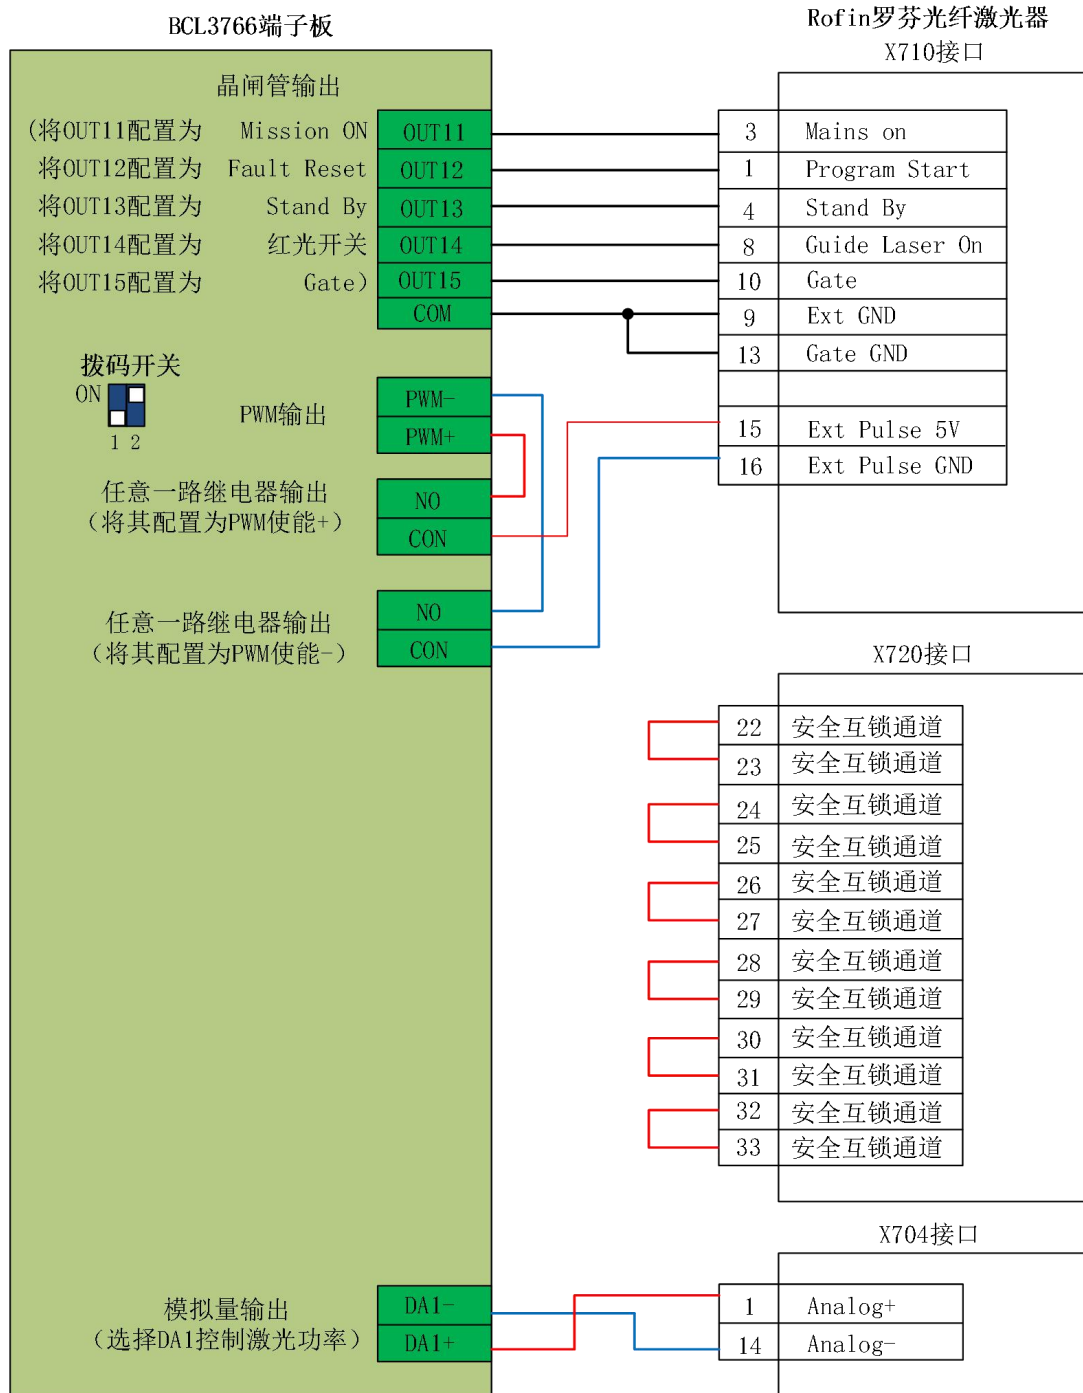 BCL3766端子板
晶闸管输出
(将OUT11配置为 Mission ON OUT11
将OUT12配置为 Fault Reset OUT12
将OUT13配置为 Stand By OUT13
将OUT14配置为 红光开关 OUT14
将OUT15配置为 Gate) OUT15
COM
拨码开关
ON
1 2
PWM输出
PWM-
PWM+
任意一路继电器输出
（将其配置为PWM使能+）
NO
CON
任意一路继电器输出
（将其配置为PWM使能-）
NO
CON
模拟量输出
（选择DA1控制激光功率）
DA1-
DA1+
Rofin罗芬光纤激光器
X710接口
3 Mains on
1 Program Start
4 Stand By
8 Guide Laser On
10 Gate
9 Ext GND
13 Gate GND
15 Ext Pulse 5V
16 Ext Pulse GND
X720接口
22 安全互锁通道
23 安全互锁通道
24 安全互锁通道
25 安全互锁通道
26 安全互锁通道
27 安全互锁通道
28 安全互锁通道
29 安全互锁通道
30 安全互锁通道
31 安全互锁通道
32 安全互锁通道
33 安全互锁通道
X704接口
1 Analog+
14 Analog-